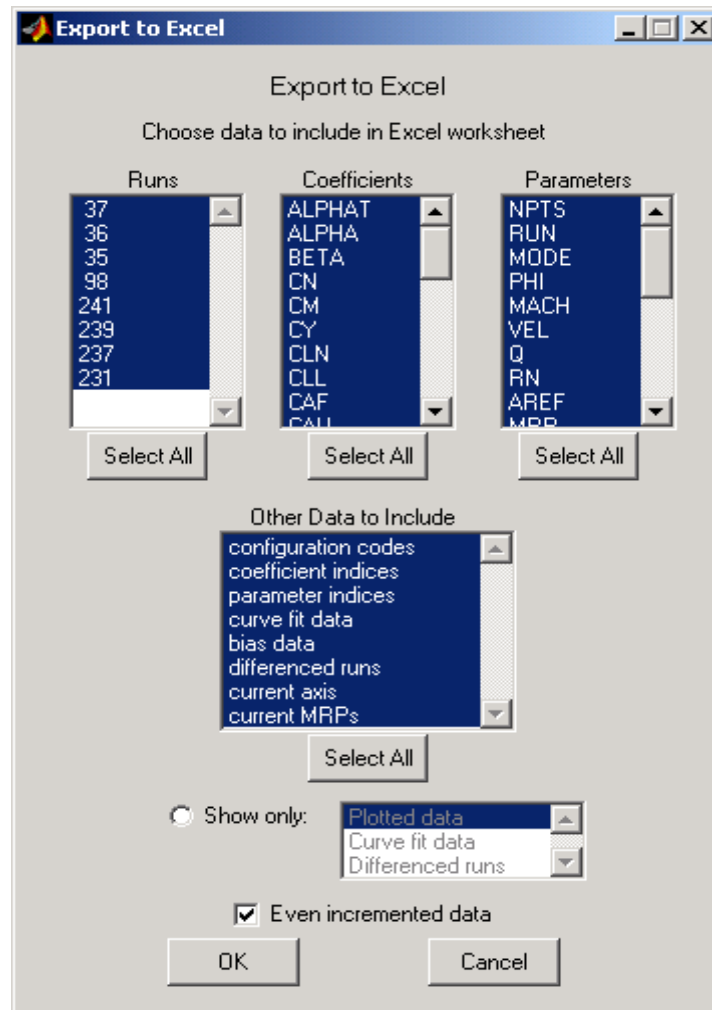 Export to Excel
Export to Excel
Choose data to include in Excel worksheet
Runs
37
36
35
98
241
239
237
231
Select All
Coefficients
ALPHAT
ALPHA
BETA
CN
CM
CY
CLN
CLL
CAF
Select All
Parameters
NPTS
RUN
MODE
PHI
MACH
VEL
Q
RN
AREF
Select All
Other Data to Include
configuration codes
coefficient indices
parameter indices
curve fit data
bias data
differenced runs
current axis
current MRPs
Select All
Show only:
Plotted data
Curve fit data
Differenced runs
Even incremented data
OK
Cancel